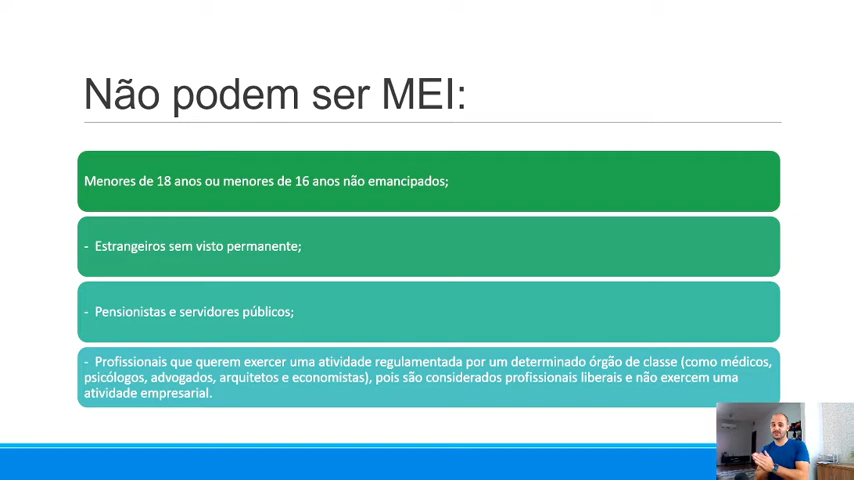 Não podem ser MEI:
Menores de 18 anos ou menores de 16 anos não emancipados;
- Estrangeiros sem visto permanente;
- Pensionistas e servidores públicos;
- Profissionais que querem exercer uma atividade regulamentada por um determinado órgão de classe (como médicos,
psicólogos, advogados, arquitetos e economistas), pois são considerados profissionais liberais e não exercem uma
atividade empresarial.